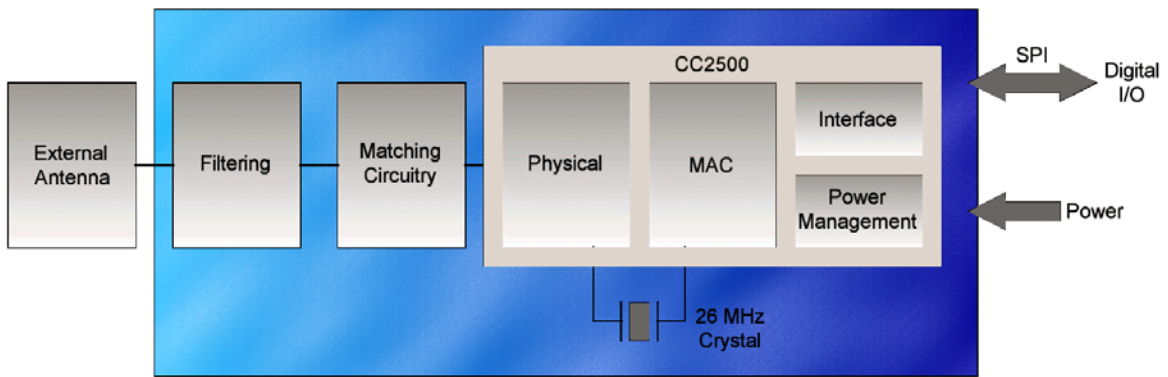 CC2500
External
Antenna
Filtering
Matching
Circuitry
Physical
MAC
Interface
Power
Management
SPI
Digital
I/O
Power
26 MHz
Crystal